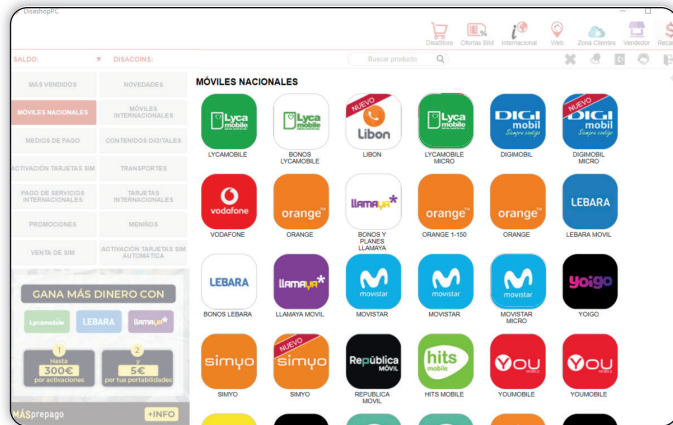 DiseshopPC
DisaStore
Ofertas BM
Internacional
Web
Zona Clientes
Vendedor
Recar
SALDO:
DISACOINS:
Buscar producto
MÁS VENDIDOS
NOVEDADES
MÓVILES NACIONALES
MÓVILES
INTERNACIONALES
MEDIOS DE PAGO
CONTENIDOS DIGITALES
ACTIVACIÓN TARJETAS SIM
TRANSPORTES
PAGO DE SERVICIOS
INTERNACIONALES
TARJETAS
INTERNACIONALES
PROMOCIONES
MENIÑOS
VENTA DE SIM
ACTIVACIÓN TARJETAS SIM
AUTOMÁTICA
GANA MÁS DINERO CON
Lycamobile
LEBARA
llamaya*
1
Hasta
300€
por activaciones
2
y
5€
por tus portabilidades
MÁSprepago
+INFO
MÓVILES NACIONALES
Lyca
mobile
LYCAMOBILE
Lyca
mobile
BONOS
LYCAMOBILE
NUEVO
Libon
LIBON
Lyca
mobile
LYCAMOBILE
MICRO
DIGI
mobil
Siempre contigo
DIGIMOBIL
NUEVO
DIGI
mobil
Siempre contigo
DIGIMOBIL
MICRO
vodafone
VODAFONE
orange™
ORANGE
llamaya*
BONOS Y
PLANES
LLAMAYA
orange™
ORANGE 1-150
orange™
ORANGE
LEBARA
LEBARA MOVIL
LEBARA
BONOS LEBARA
llamaya*
LLAMAYA MOVIL
movistar
MOVISTAR
movistar
MOVISTAR
movistar
MOVISTAR
MICRO
yoigo
YOIGO
simyo
SIMYO
NUEVO
simyo
SIMYO
República
MÓVIL
REPUBLICA
MOVIL
hits
mobile
HITS MOBILE
YOU
MOBILE
YOUMOBILE
YOU
MOBILE
YOUMOBILE